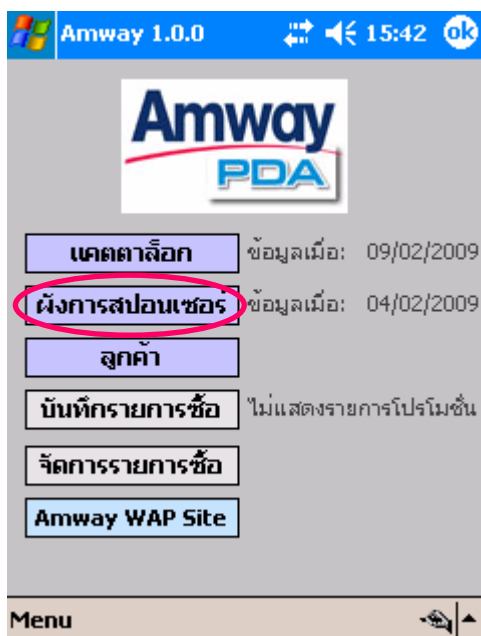 Amway 1.0.0 15:42 ok
Amway
PDA
แคตตาล็อก ข้อมูลเมื่อ: 09/02/2009
ผังการสปอนเซอร์ ข้อมูลเมื่อ: 04/02/2009
ลูกค้า
บันทึกรายการซื้อ ไม่แสดงรายการโปรโมชั่น
จัดการรายการซื้อ
Amway WAP Site
Menu